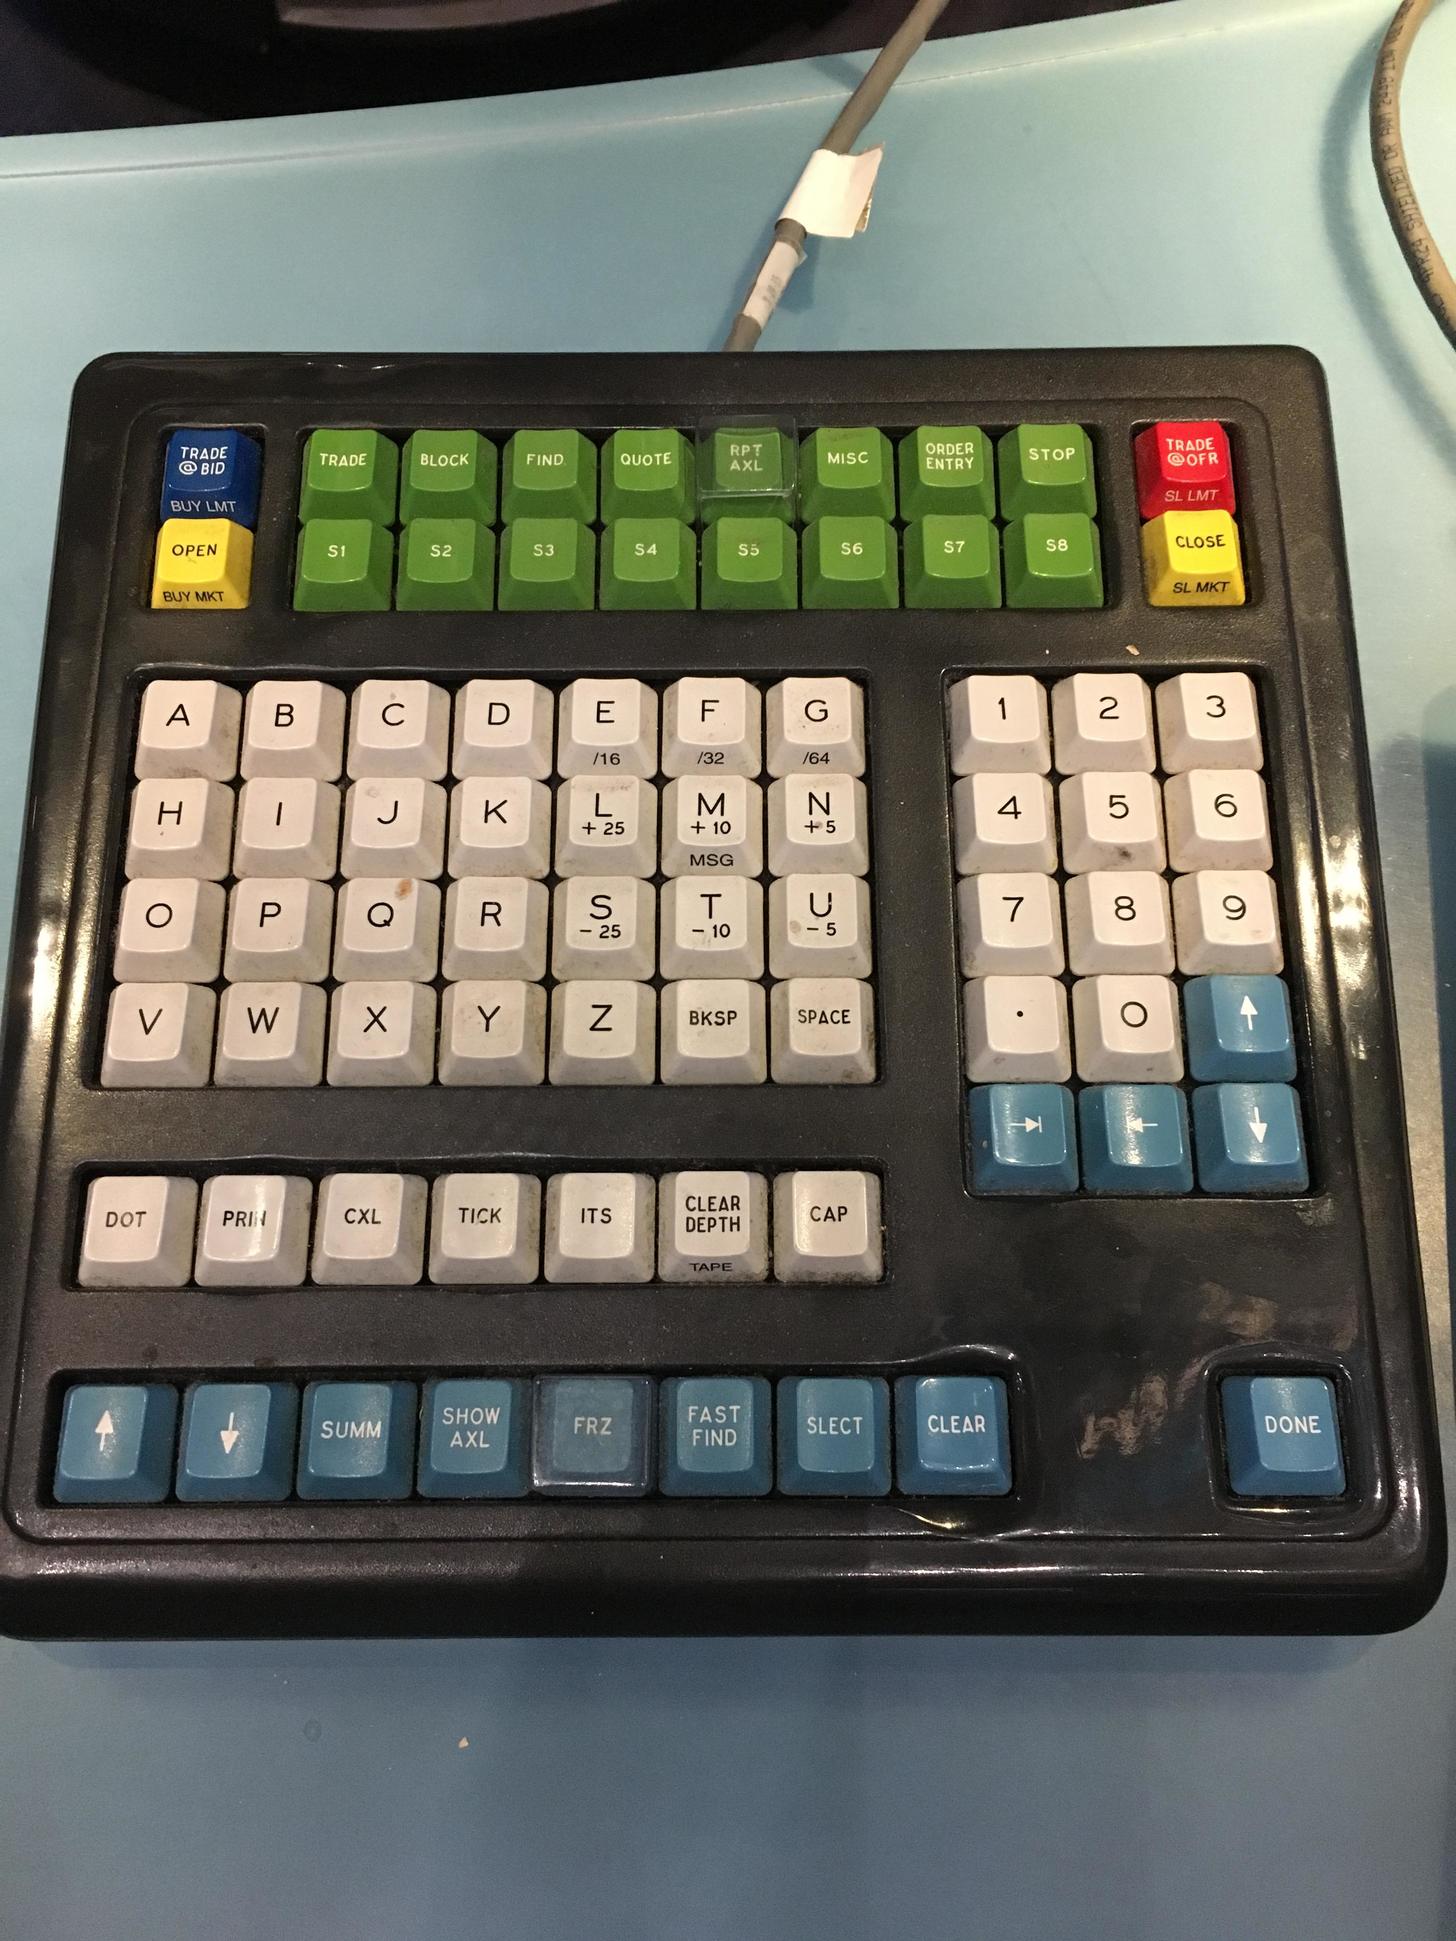 SHIELDED
TRADE
@ BID
BUY LMT
TRADE
BLOCK
FIND
QUOTE
RPT
AXL
MISC
ORDER
ENTRY
STOP
TRADE
@OFR
SL LMT
OPEN
BUY MKT
S1
S2
S3
S4
S5
S6
S7
S8
CLOSE
SL MKT
A
B
C
D
E
/16
F
/32
G
/64
1
2
3
H
I
J
K
L
+ 25
M
+ 10
MSG
N
+ 5
4
5
6
O
P
Q
R
S
- 25
T
- 10
U
- 5
7
8
9
V
W
X
Y
Z
BKSP
SPACE
.
0
↑
→|
←
↓
DOT
PRIN
CXL
TICK
ITS
CLEAR
DEPTH
TAPE
CAP
↑
↓
SUMM
SHOW
AXL
FRZ
FAST
FIND
SLECT
CLEAR
DONE